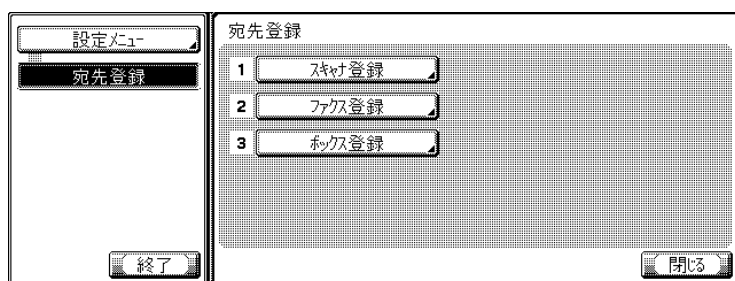 設定ﾒﾆｭｰ
宛先登録
終了
宛先登録
1 ｽｷｬﾅ登録
2 ﾌｧｸｽ登録
3 ﾎﾞｯｸｽ登録
閉じる